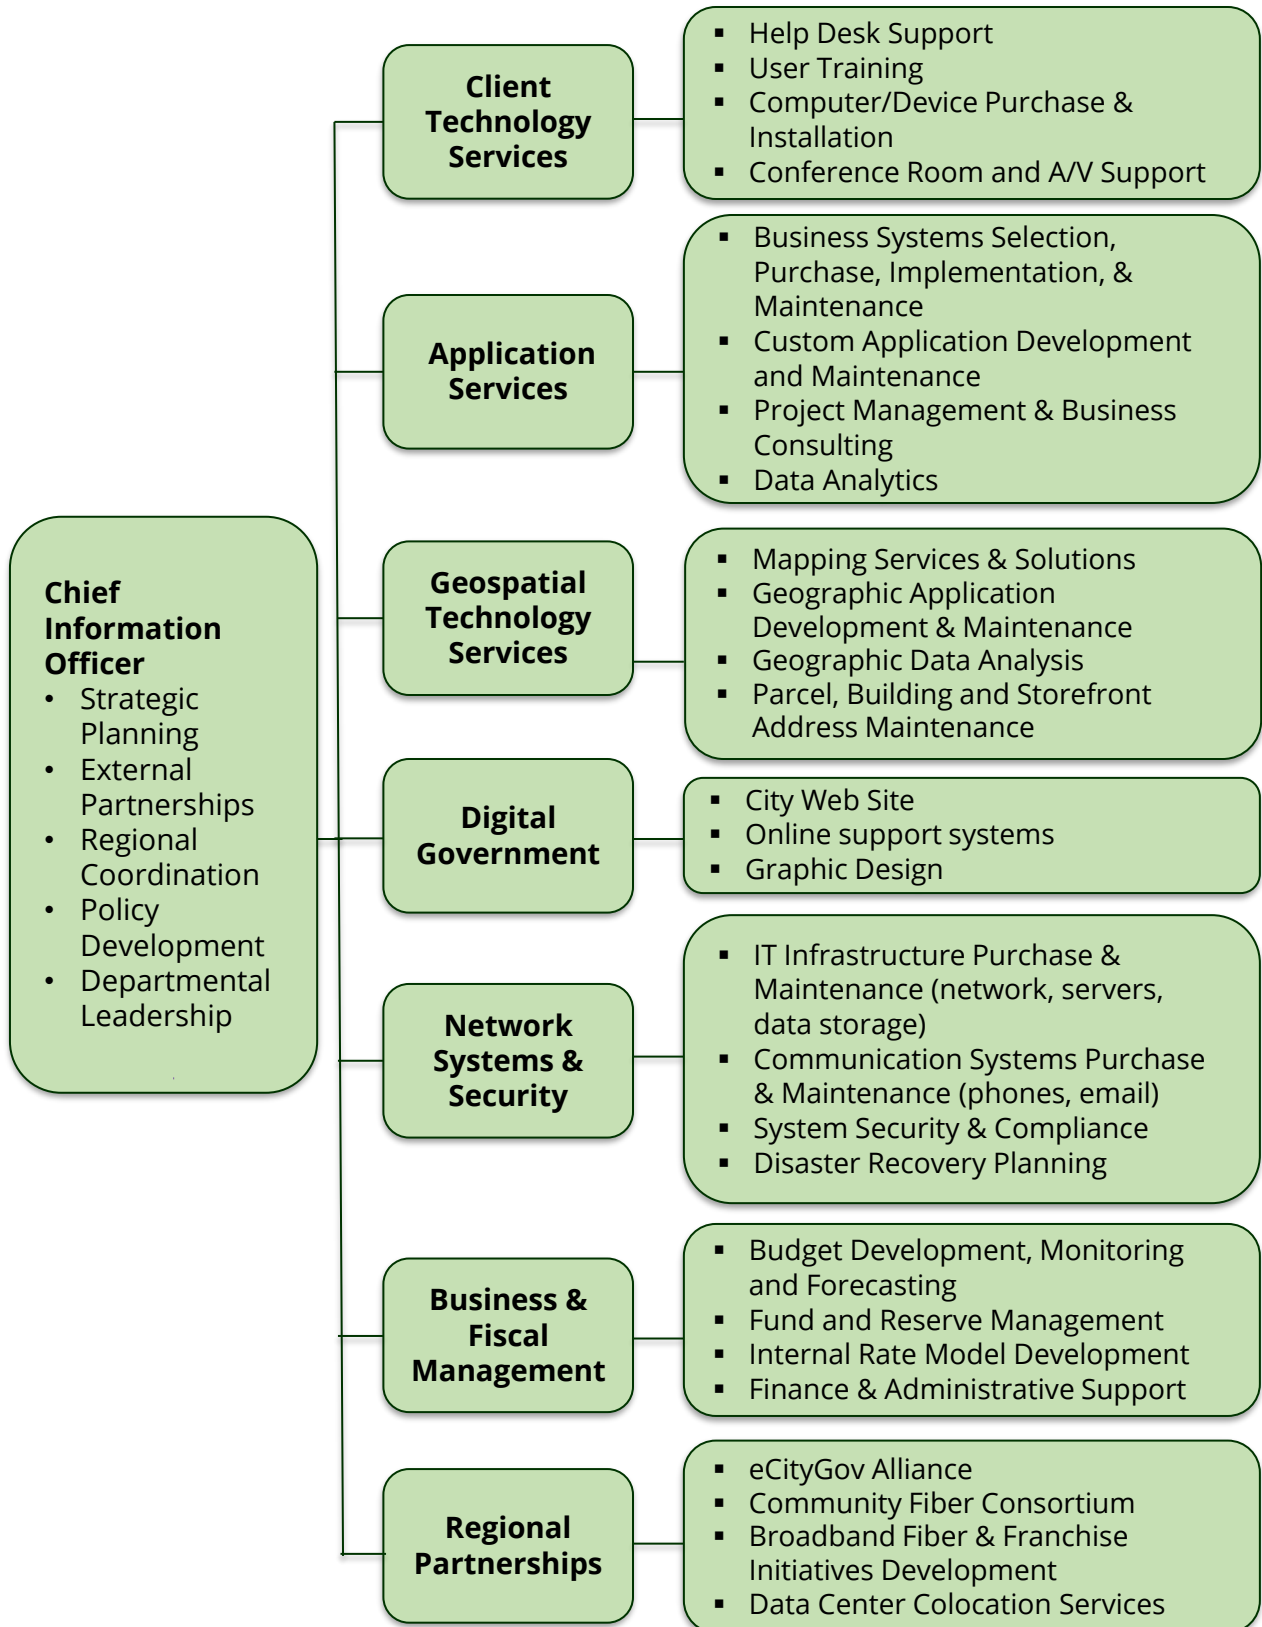 Chief
Information
Officer
• Strategic
Planning
• External
Partnerships
• Regional
Coordination
• Policy
Development
• Departmental
Leadership
Client
Technology
Services
▪ Help Desk Support
▪ User Training
▪ Computer/Device Purchase &
Installation
▪ Conference Room and A/V Support
Application
Services
▪ Business Systems Selection,
Purchase, Implementation, &
Maintenance
▪ Custom Application Development
and Maintenance
▪ Project Management & Business
Consulting
▪ Data Analytics
Geospatial
Technology
Services
▪ Mapping Services & Solutions
▪ Geographic Application
Development & Maintenance
▪ Geographic Data Analysis
▪ Parcel, Building and Storefront
Address Maintenance
Digital
Government
▪ City Web Site
▪ Online support systems
▪ Graphic Design
Network
Systems &
Security
▪ IT Infrastructure Purchase &
Maintenance (network, servers,
data storage)
▪ Communication Systems Purchase
& Maintenance (phones, email)
▪ System Security & Compliance
▪ Disaster Recovery Planning
Business &
Fiscal
Management
▪ Budget Development, Monitoring
and Forecasting
▪ Fund and Reserve Management
▪ Internal Rate Model Development
▪ Finance & Administrative Support
Regional
Partnerships
▪ eCityGov Alliance
▪ Community Fiber Consortium
▪ Broadband Fiber & Franchise
Initiatives Development
▪ Data Center Colocation Services